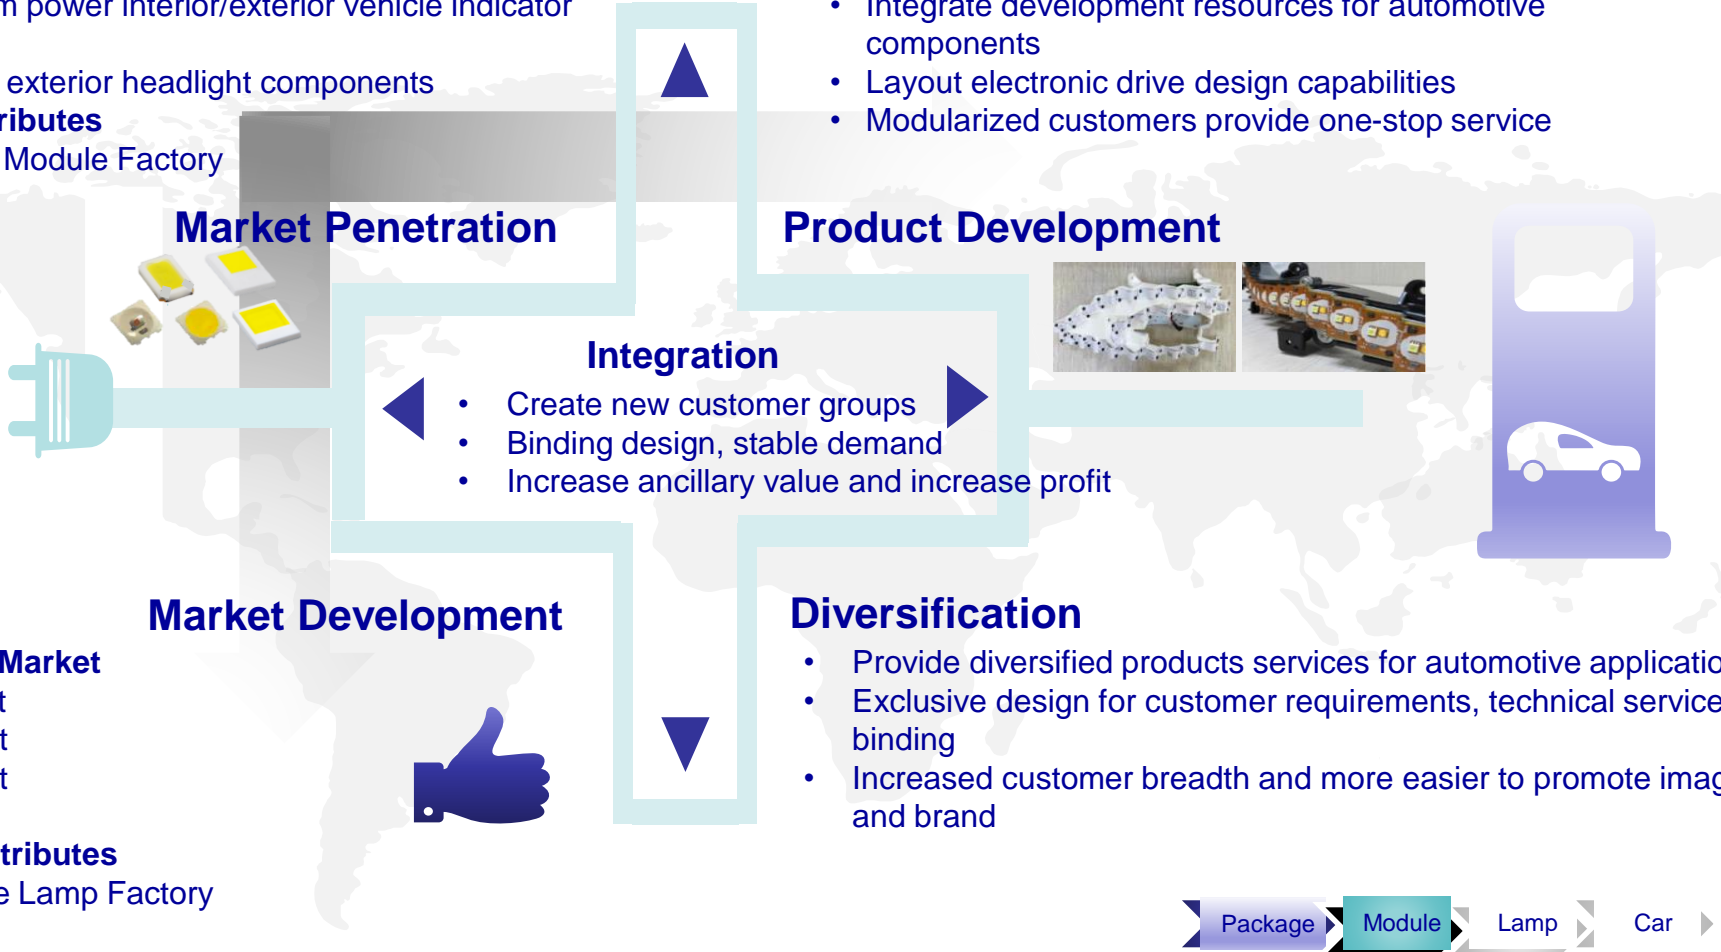 power interior/exterior vehicle indicator
exterior headlight components
Module Factory
Market Penetration
• Integrate development resources for automotive
components
• Layout electronic drive design capabilities
• Modularized customers provide one-stop service
Product Development
Integration
• Create new customer groups
• Binding design, stable demand
• Increase ancillary value and increase profit
Market Development
Market
Lamp Factory
Diversification
• Provide diversified products services for automotive
• Exclusive design for customer requirements, technical service
binding
• Increased customer breadth and more easier to promote
and brand
Package
Module
Lamp
Car